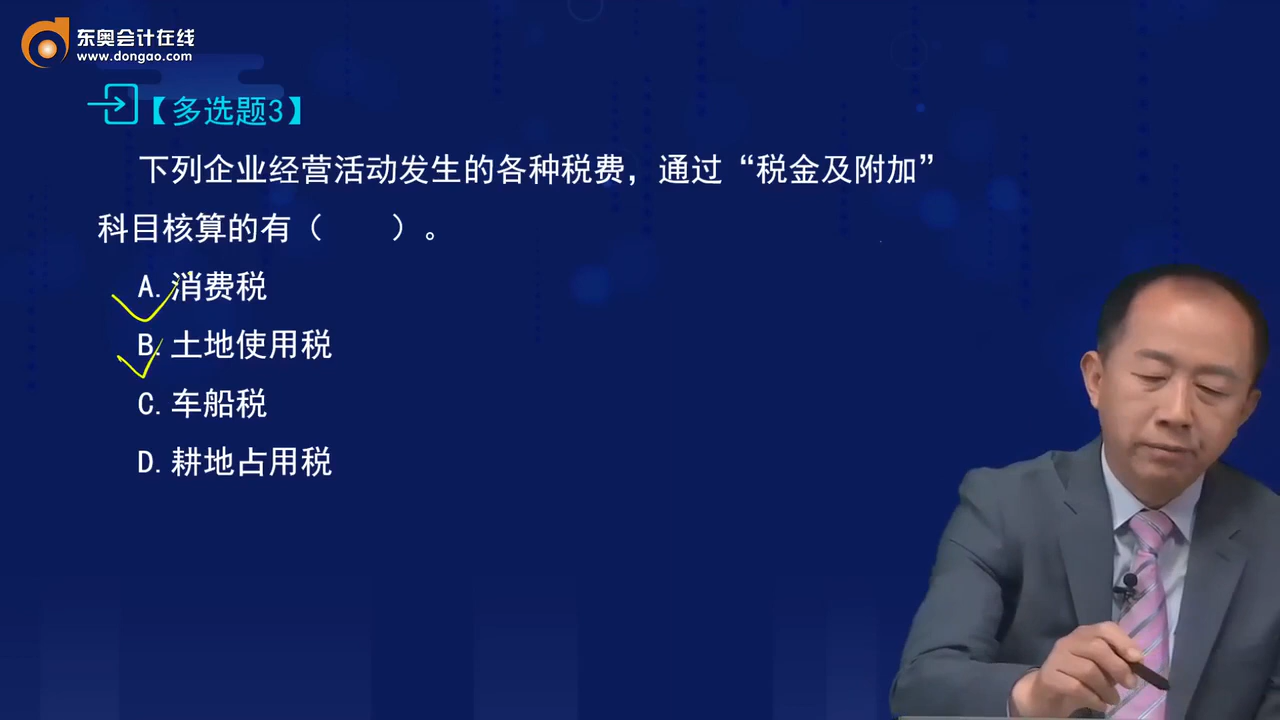 东奥会计在线
www.dongao.com
【多选题3】
下列企业经营活动发生的各种税费，通过“税金及附加”
科目核算的有（　　）。
A.消费税
B.土地使用税
C.车船税
D.耕地占用税